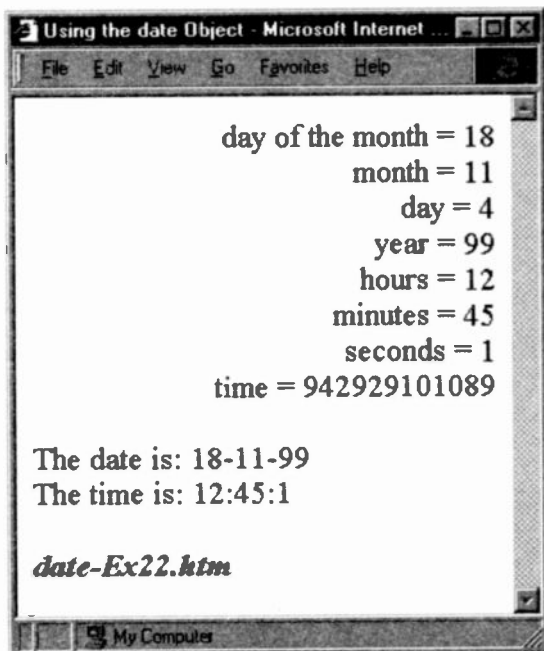 Using the date Object - Microsoft Internet ...
File Edit View Go Favorites Help
day of the month = 18
month = 11
day = 4
year = 99
hours = 12
minutes = 45
seconds = 1
time = 942929101089
The date is: 18-11-99
The time is: 12:45:1
date-Ex22.htm
My Computer